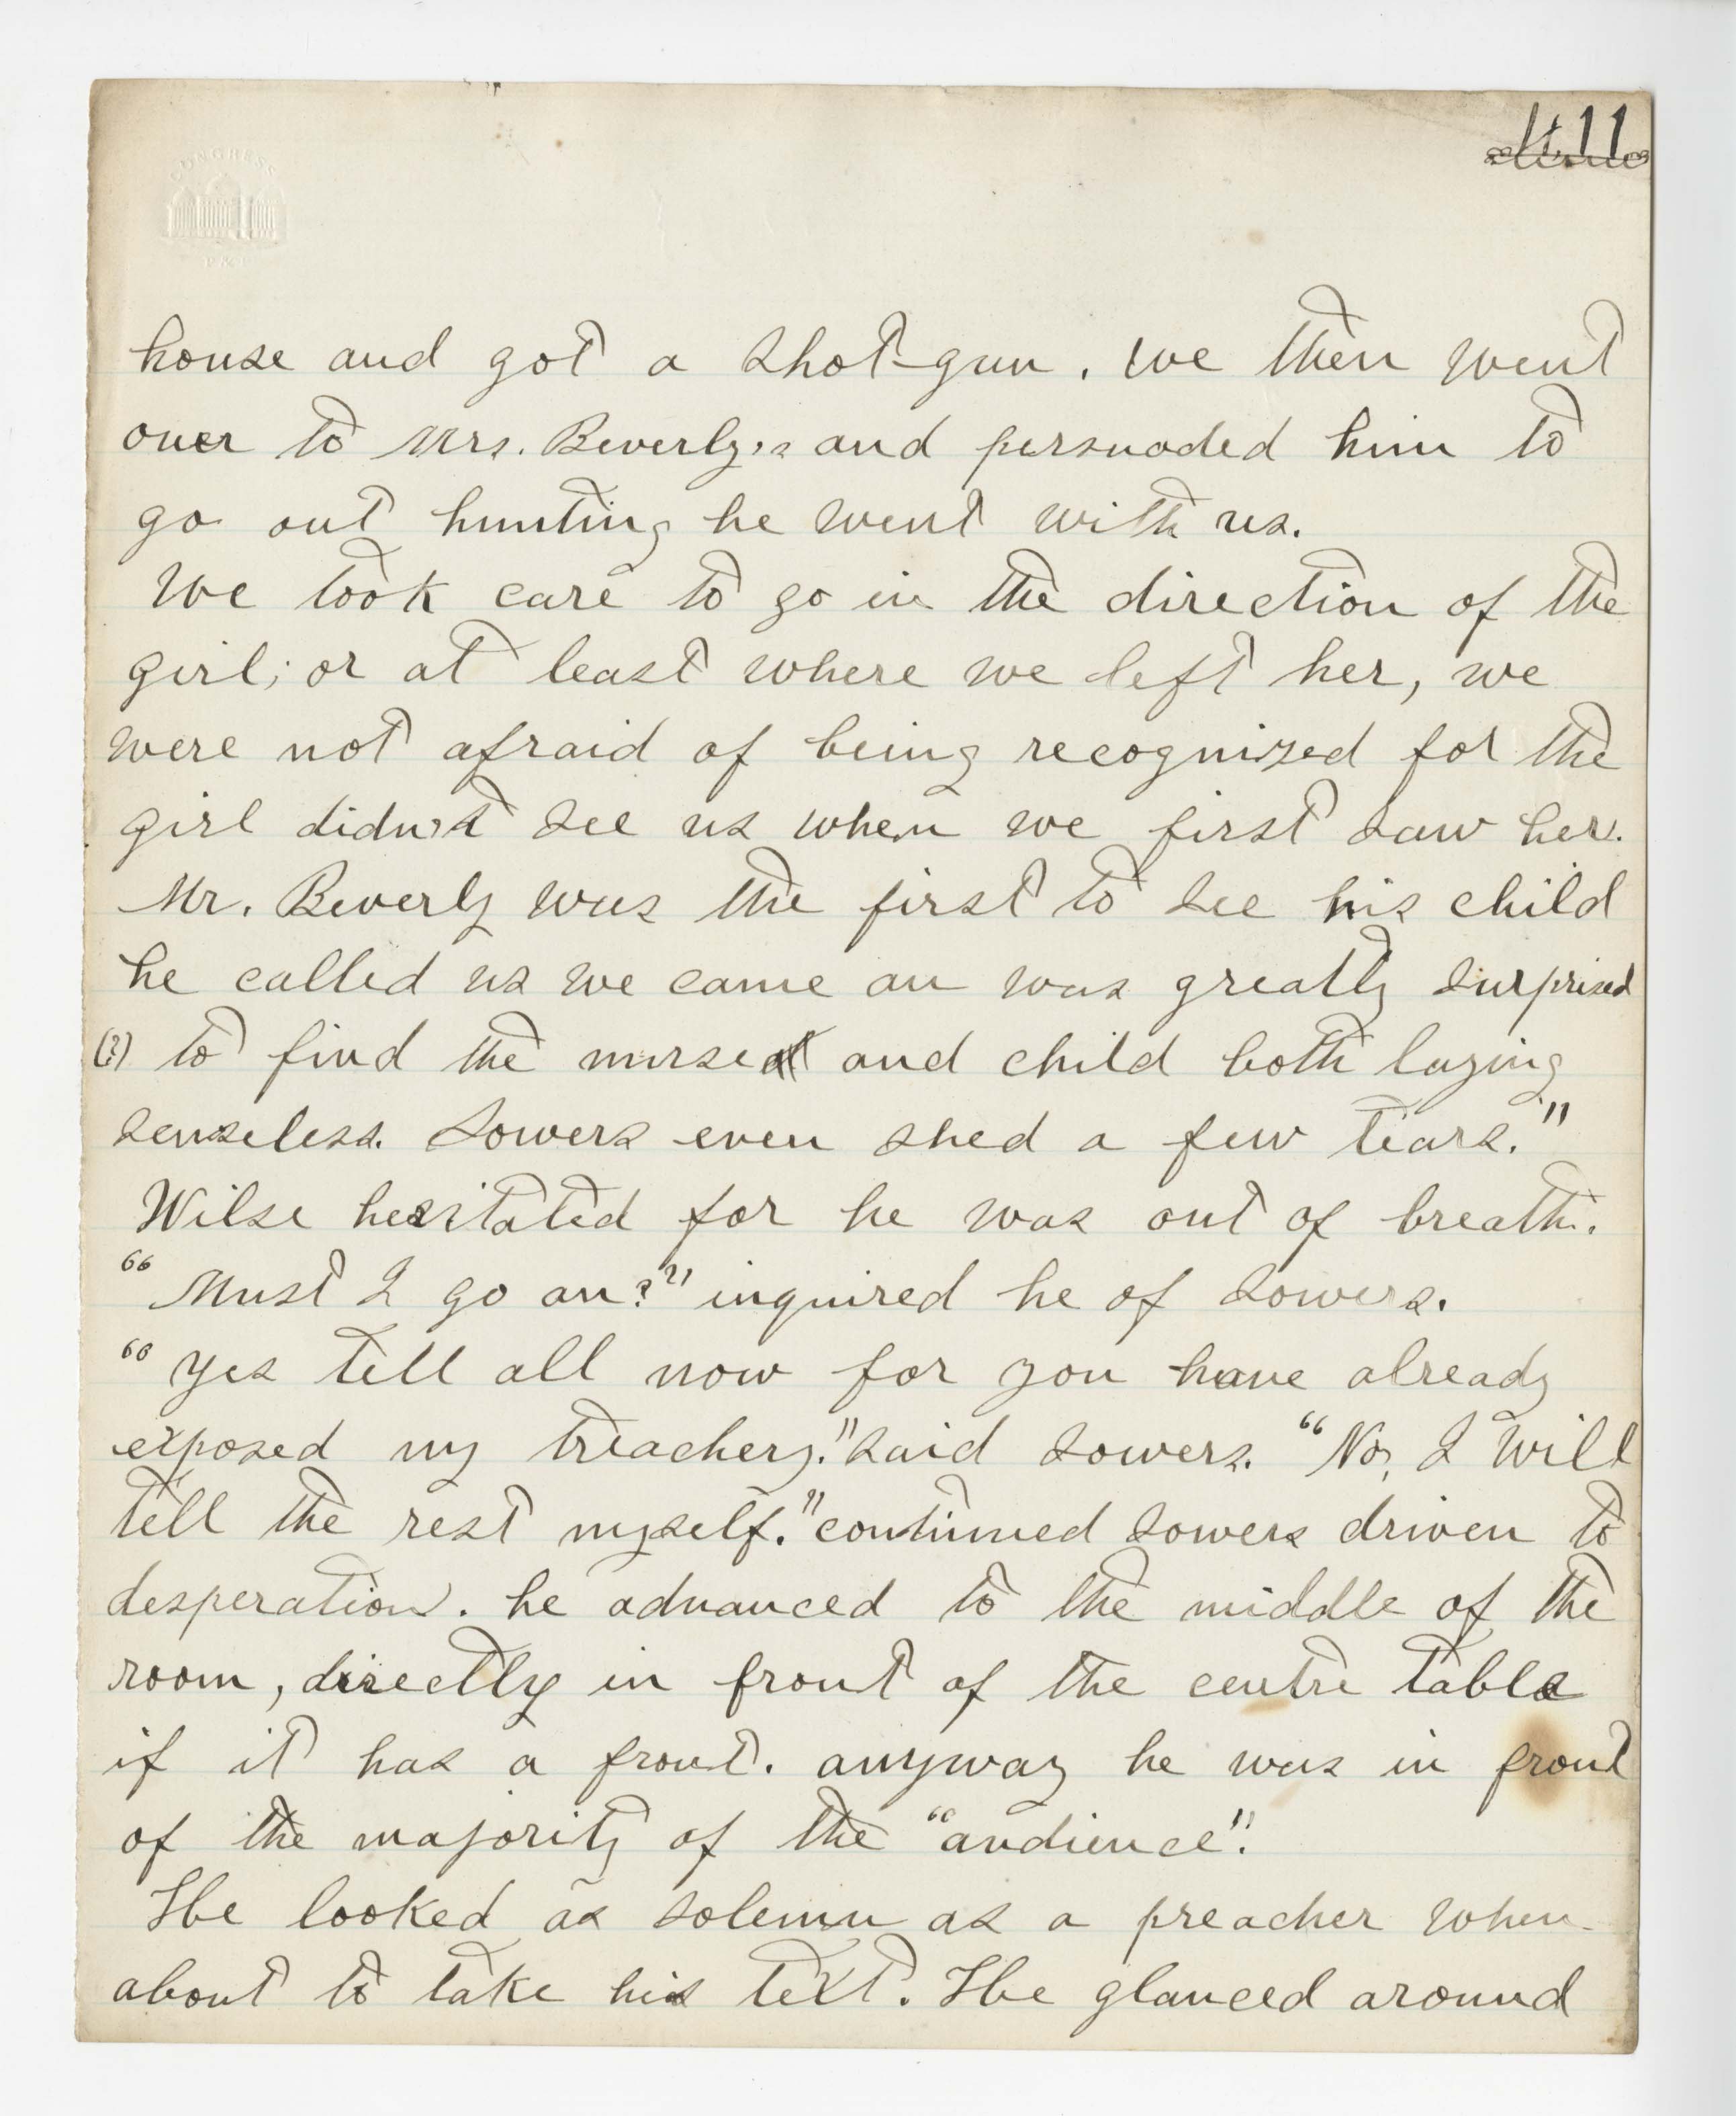 411
CONGRESS
P & P
house and got a shot-gun. we then went
over to Mrs. Beverly's and persuaded him to
go out hunting he went with us.
We took care to go in the direction of the
girl; or at least where we left her, we
were not afraid of being recognized for the
girl didn't see us when we first saw her.
Mr. Beverly was the first to see his child
he called us we came an was greatly surprised
(?) to find the nurse and child both laying
senseless. Sowers even shed a few tears."
Wilse hesitated for he was out of breath.
"Must I go an?" inquired he of Sowers.
"Yes tell all now for you have already
exposed my treachery." said Sowers. "No, I will
tell the rest myself." continued Sowers driven to
desperation. he advanced to the middle of the
room, directly in front of the centre table
if it has a front. anyway he was in front
of the majority of the "audience".
He looked as solemn as a preacher when
about to take his text. He glanced around